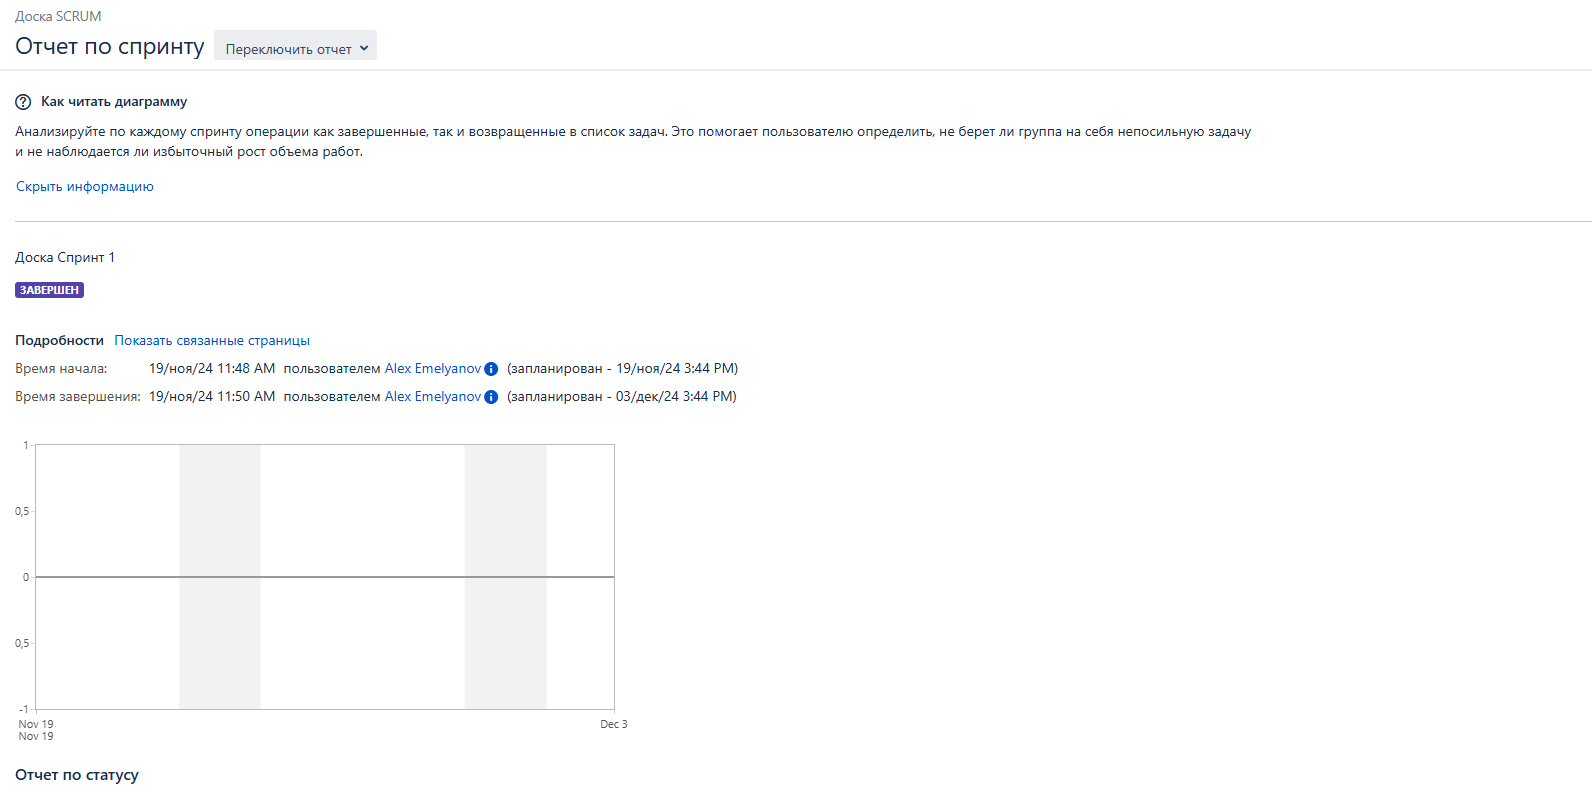 Доска SCRUM
Отчет по спринту Переключить отчет
Как читать диаграмму
Анализируйте по каждому спринту операции как завершенные, так и возвращенные в список задач. Это помогает пользователю определить, не берет ли группа на себя непосильную задачу
и не наблюдается ли избыточный рост объема работ.
Скрыть информацию
Доска Спринт 1
ЗАВЕРШЕН
Подробности Показать связанные страницы
Время начала: 19/ноя/24 11:48 AM пользователем Alex Emelyanov (запланирован - 19/ноя/24 3:44 PM)
Время завершения: 19/ноя/24 11:50 AM пользователем Alex Emelyanov (запланирован - 03/дек/24 3:44 PM)
1
0,5
0
0,5
-1
Nov 19 Dec 3
Nov 19
Отчет по статусу